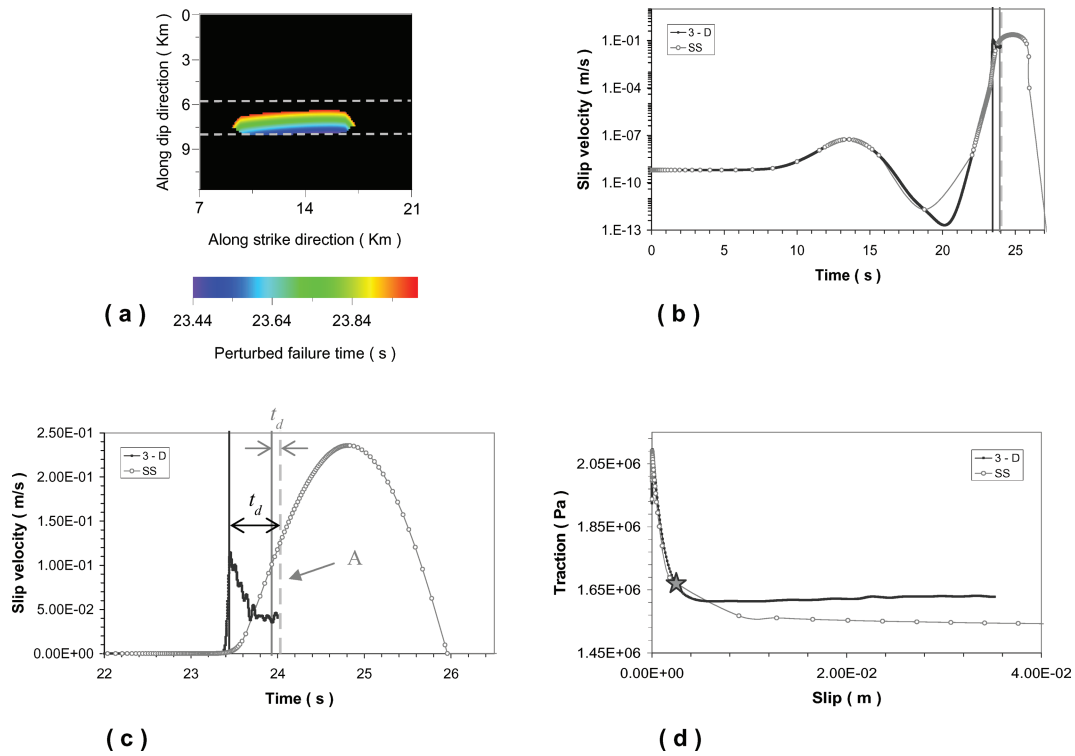 0
3
6
9
Along dip direction ( Km )
7
14
21
Along strike direction ( Km )
23.44
23.64
23.84
Perturbed failure time ( s )
( a )
1.E-01
1.E-04
1.E-07
1.E-10
1.E-13
Slip velocity (m/s)
3 - D
SS
0
5
10
15
20
25
Time ( s )
( b )
2.50E-01
2.00E-01
1.50E-01
1.00E-01
5.00E-02
0.00E+00
Slip velocity ( m/s )
3 - D
SS
t_d
t_d
A
22
23
24
25
26
Time ( s )
( c )
2.05E+06
1.85E+06
1.65E+06
1.45E+06
Traction ( Pa )
3 - D
SS
0.00E+00
2.00E-02
4.00E-02
Slip ( m )
( d )